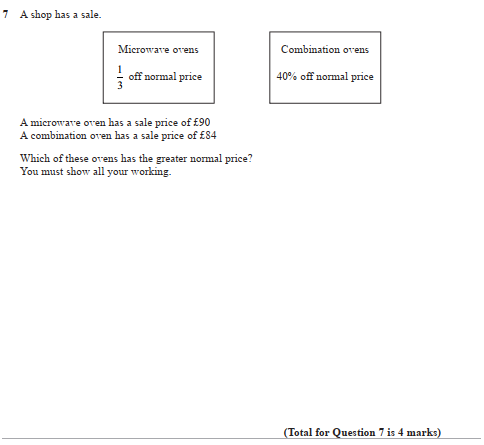 7 A shop has a sale.
Microwave ovens
1/3 off normal price
Combination ovens
40% off normal price
A microwave oven has a sale price of £90
A combination oven has a sale price of £84
Which of these ovens has the greater normal price?
You must show all your working.
(Total for Question 7 is 4 marks)